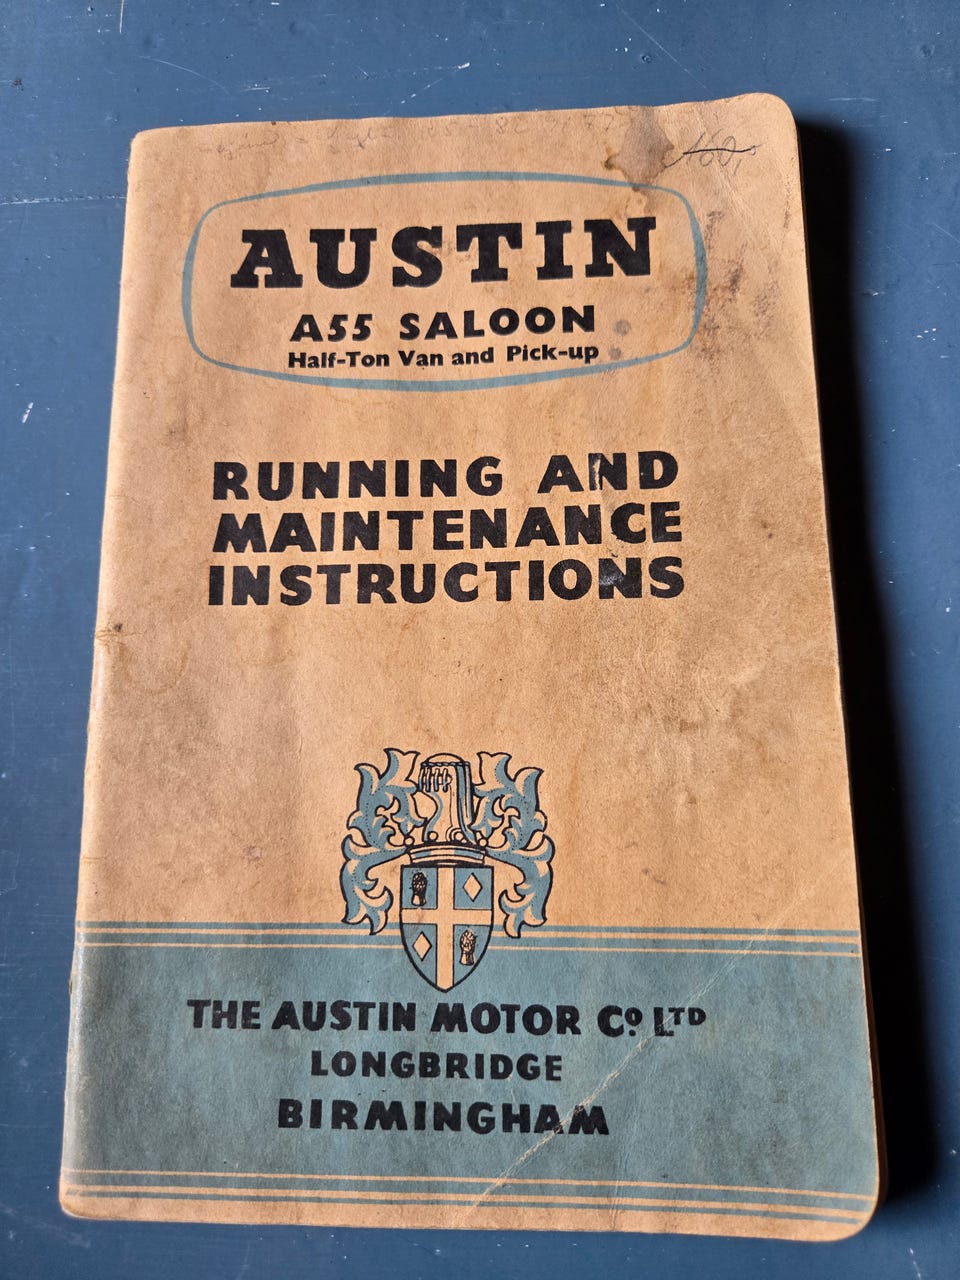 AUSTIN
A55 SALOON
Half-Ton Van and Pick-up
RUNNING AND
MAINTENANCE
INSTRUCTIONS
THE AUSTIN MOTOR Cº LTD
LONGBRIDGE
BIRMINGHAM